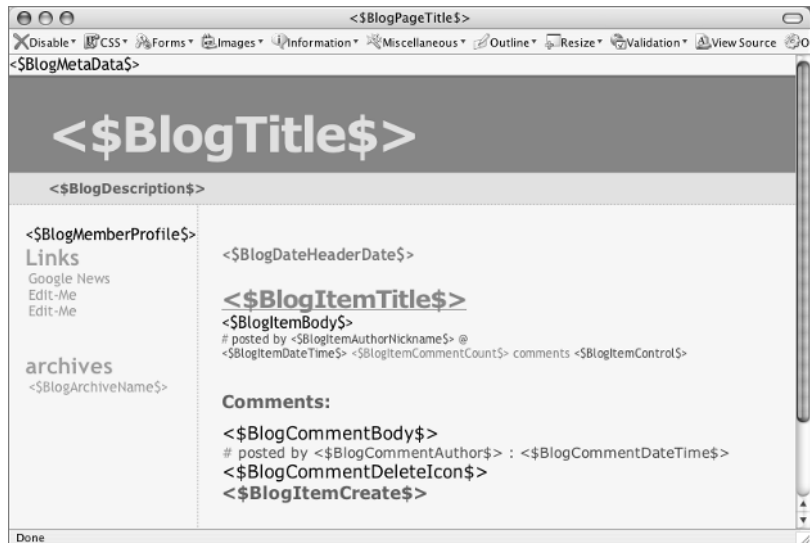 <$BlogPageTitle$>
Disable CSS Forms Images Information Miscellaneous Outline Resize Validation View Source O
<$BlogMetaData$>
<$BlogTitle$>
<$BlogDescription$>
<$BlogMemberProfile$>
Links
Google News
Edit-Me
Edit-Me
archives
<$BlogArchiveName$>
<$BlogDateHeaderDate$>
<$BlogItemTitle$>
<$BlogItemBody$>
# posted by <$BlogItemAuthorNickname$> @
<$BlogItemDateTime$> <$BlogItemCommentCount$> comments <$BlogItemControl$>
Comments:
<$BlogCommentBody$>
# posted by <$BlogCommentAuthor$> : <$BlogCommentDateTime$>
<$BlogCommentDeleteIcon$>
<$BlogItemCreate$>
Done